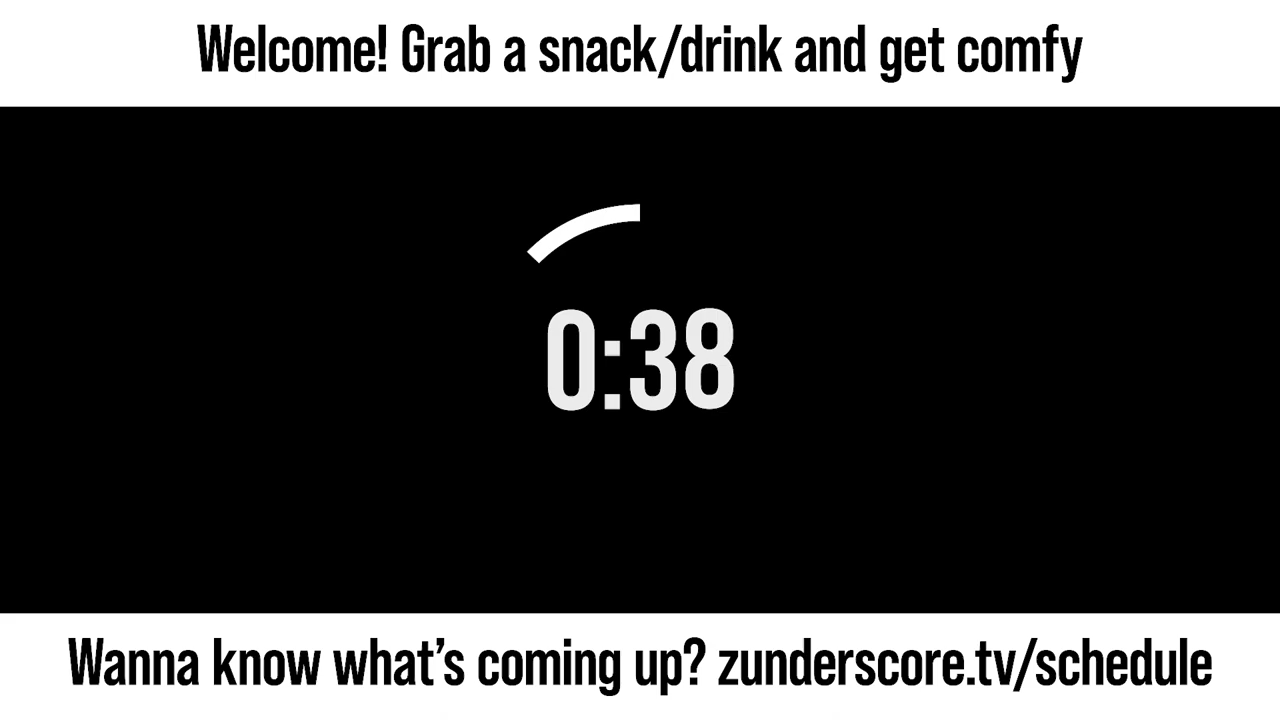 Welcome! Grab a snack/drink and get comfy
0:38
Wanna know what’s coming up? zunderscore.tv/schedule